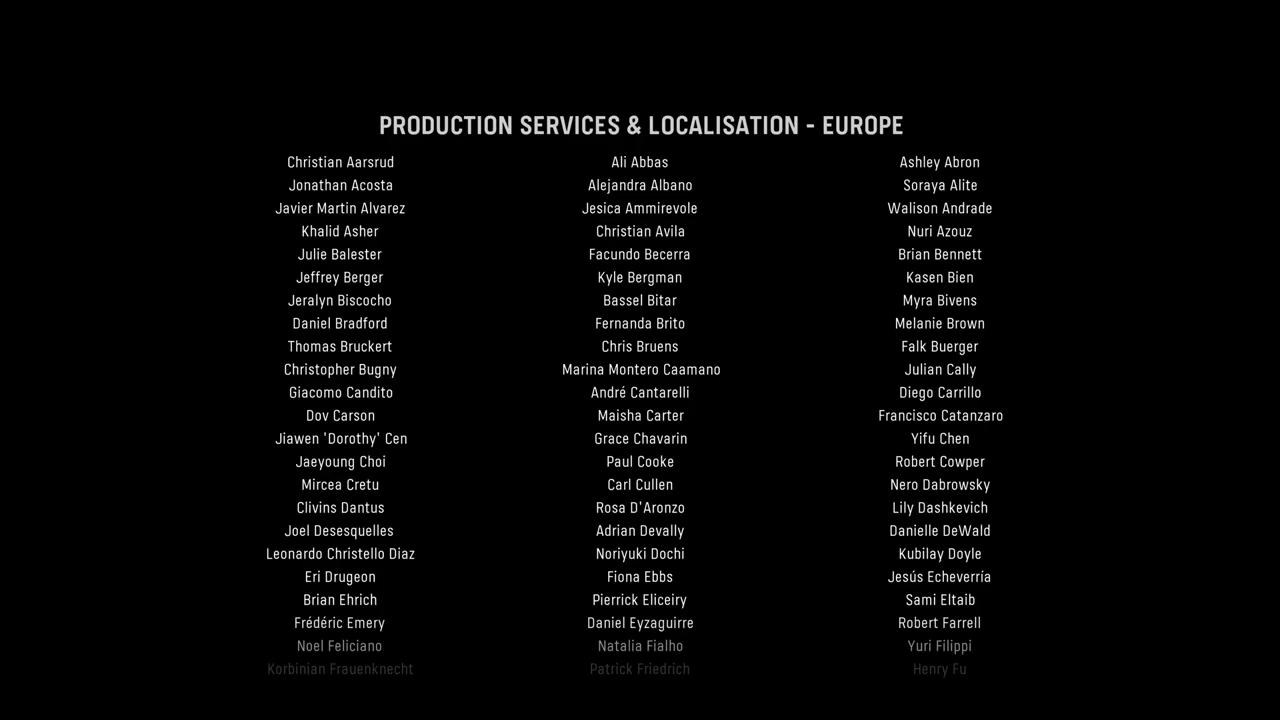 PRODUCTION SERVICES & LOCALISATION - EUROPE
Christian Aarsrud Ali Abbas Ashley Abron
Jonathan Acosta Alejandra Albano Soraya Alite
Javier Martin Alvarez Jesica Ammirevole Walison Andrade
Khalid Asher Christian Avila Nuri Azouz
Julie Balester Facundo Becerra Brian Bennett
Jeffrey Berger Kyle Bergman Kasen Bien
Jeralyn Biscocho Bassel Bitar Myra Bivens
Daniel Bradford Fernanda Brito Melanie Brown
Thomas Bruckert Chris Bruens Falk Buerger
Christopher Bugny Marina Montero Caamano Julian Cally
Giacomo Candito André Cantarelli Diego Carrillo
Dov Carson Maisha Carter Francisco Catanzaro
Jiawen 'Dorothy' Cen Grace Chavarin Yifu Chen
Jaeyoung Choi Paul Cooke Robert Cowper
Mircea Cretu Carl Cullen Nero Dabrowsky
Clivins Dantus Rosa D'Aronzo Lily Dashkevich
Joel Desesquelles Adrian Devally Danielle DeWald
Leonardo Christello Diaz Noriyuki Dochi Kubilay Doyle
Eri Drugeon Fiona Ebbs Jesús Echeverría
Brian Ehrich Pierrick Eliceiry Sami Eltaib
Frédéric Emery Daniel Eyzaguirre Robert Farrell
Noel Feliciano Natalia Fialho Yuri Filippi
Korbinian Frauenknecht Patrick Friedrich Henry Fu